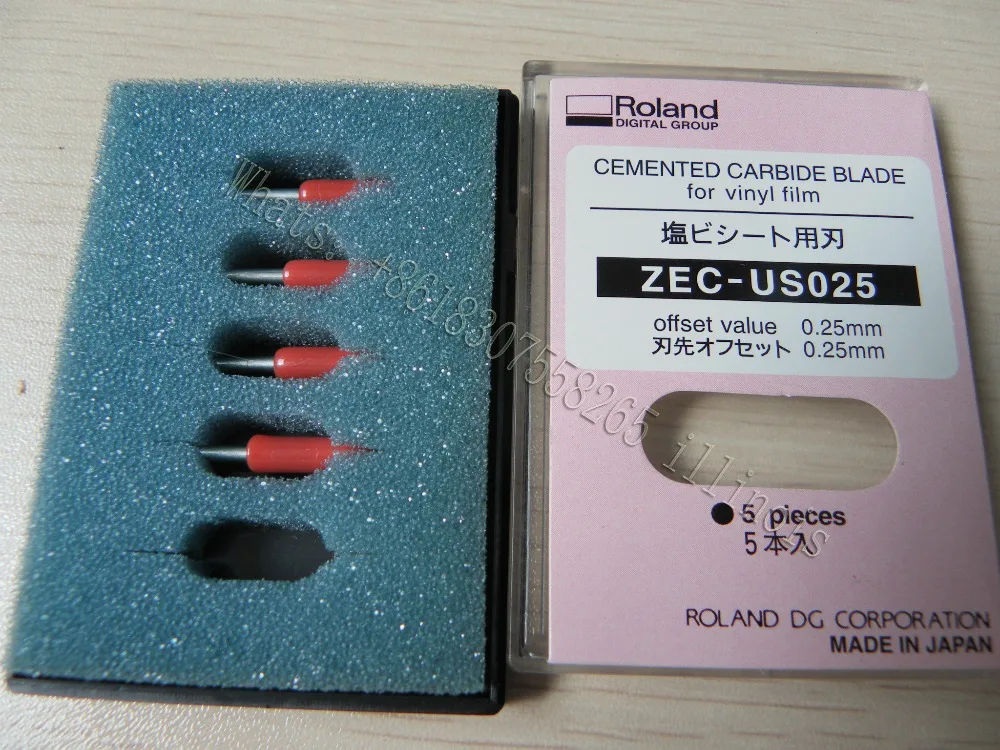 Roland
DIGITAL GROUP
CEMENTED CARBIDE BLADE
for vinyl film
塩ビシート用刃
ZEC-US025
offset value 0.25mm
刃先オフセット 0.25mm
● 5 pieces
5本入
ROLAND DG CORPORATION
MADE IN JAPAN
Whats: +8618307558265 illinois